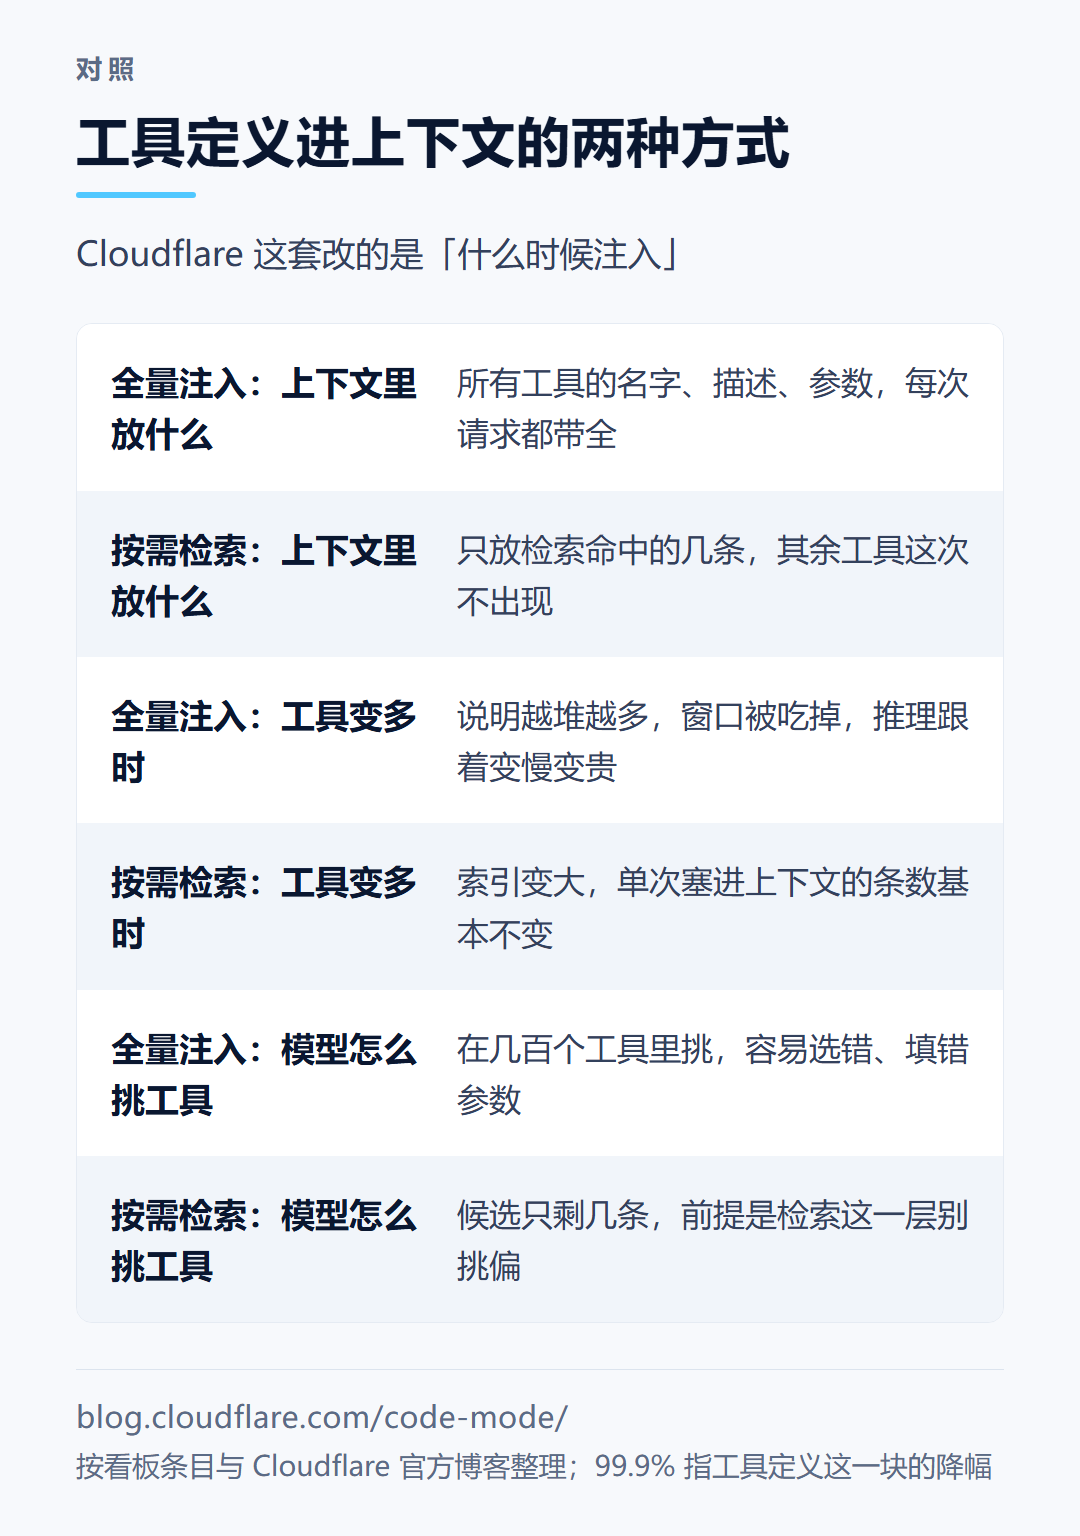 对照
工具定义进上下文的两种方式
Cloudflare 这套改的是「什么时候注入」
全量注入：上下文里
放什么
所有工具的名字、描述、参数，每次
请求都带全
按需检索：上下文里
放什么
只放检索命中的几条，其余工具这次
不出现
全量注入：工具变多
时
说明越堆越多，窗口被吃掉，推理跟
着变慢变贵
按需检索：工具变多
时
索引变大，单次塞进上下文的条数基
本不变
全量注入：模型怎么
挑工具
在几百个工具里挑，容易选错、填错
参数
按需检索：模型怎么
挑工具
候选只剩几条，前提是检索这一层别
挑偏
blog.cloudflare.com/code-mode/
按看板条目与 Cloudflare 官方博客整理；99.9% 指工具定义这一块的降幅